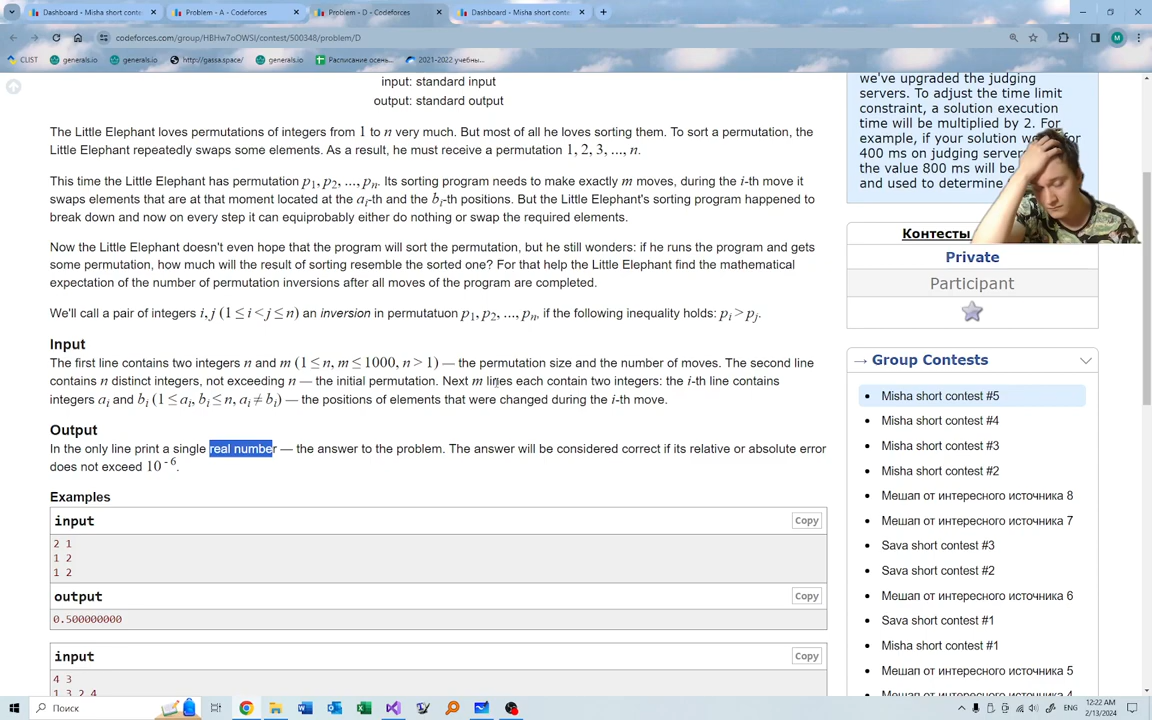 Dashboard - Misha short conte
Problem - A - Codeforces
Problem - D - Codeforces
Dashboard - Misha short conte
codeforces.com/group/HBHw7oOWSl/contest/500348/problem/D
CLIST
generals.io
generals.io
http://gassa.space/
generals.io
Расписание осень...
2021-2022 учебны...
input: standard input
output: standard output
The Little Elephant loves permutations of integers from 1 to n very much. But most of all he loves sorting them. To sort a permutation, the
Little Elephant repeatedly swaps some elements. As a result, he must receive a permutation 1, 2, 3, ..., n.
This time the Little Elephant has permutation p1, p2, ..., pn. Its sorting program needs to make exactly m moves, during the i-th move it
swaps elements that are at that moment located at the ai-th and the bi-th positions. But the Little Elephant's sorting program happened to
break down and now on every step it can equiprobably either do nothing or swap the required elements.
Now the Little Elephant doesn't even hope that the program will sort the permutation, but he still wonders: if he runs the program and gets
some permutation, how much will the result of sorting resemble the sorted one? For that help the Little Elephant find the mathematical
expectation of the number of permutation inversions after all moves of the program are completed.
We'll call a pair of integers i, j (1 ≤ i < j ≤ n) an inversion in permutatuon p1, p2, ..., pn, if the following inequality holds: pi > pj.
Input
The first line contains two integers n and m (1 ≤ n, m ≤ 1000, n > 1) — the permutation size and the number of moves. The second line
contains n distinct integers, not exceeding n — the initial permutation. Next m lines each contain two integers: the i-th line contains
integers ai and bi (1 ≤ ai, bi ≤ n, ai ≠ bi) — the positions of elements that were changed during the i-th move.
Output
In the only line print a single real number — the answer to the problem. The answer will be considered correct if its relative or absolute error
does not exceed 10 - 6.
Examples
input
Copy
2 1
1 2
1 2
output
Copy
0.500000000
input
Copy
4 3
1 3 2 4
we've upgraded the judging
servers. To adjust the time limit
constraint, a solution execution
time will be multiplied by 2. For
example, if your solution for
400 ms on judging server
the value 800 ms will be
and used to determine
Контесты
Private
Participant
→ Group Contests
Misha short contest #5
Misha short contest #4
Misha short contest #3
Misha short contest #2
Мешап от интересного источника 8
Мешап от интересного источника 7
Sava short contest #3
Sava short contest #2
Мешап от интересного источника 6
Sava short contest #1
Misha short contest #1
Мешап от интересного источника 5
Мешап от интересного источника 4
Поиск
ENG
12:22 AM
2/13/2024